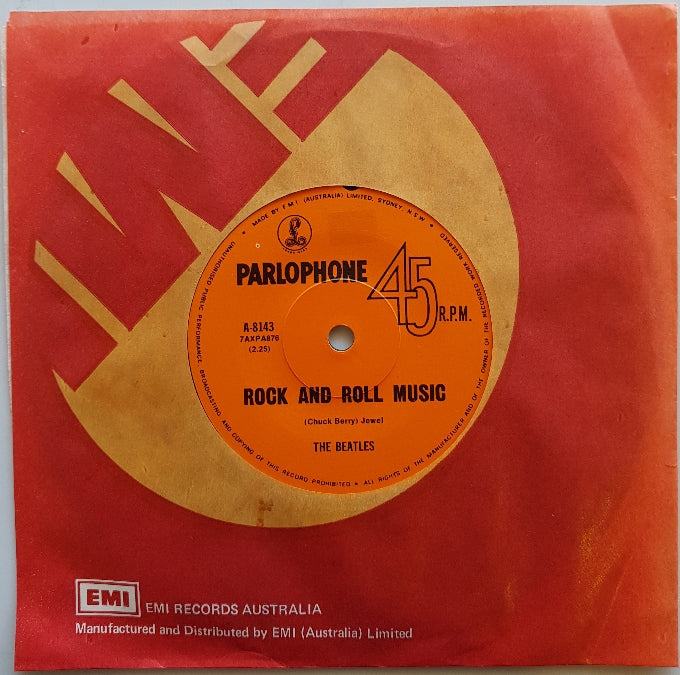 EMI
MADE BY E M I (AUSTRALIA) LIMITED, SYDNEY, N.S.W •
PARLOPHONE
45
R.P.M.
A-8143
7AXPA876
(2.25)
ROCK AND ROLL MUSIC
(Chuck Berry) Jewel
THE BEATLES
UNAUTHORISED PUBLIC PERFORMANCE, BROADCASTING, AND COPYING OF THIS RECORD PROHIBITED • ALL RIGHTS OF THE MANUFACTURER AND OF THE OWNER OF THE RECORDED WORK RESERVED
EMI
EMI RECORDS AUSTRALIA
Manufactured and Distributed by EMI (Australia) Limited